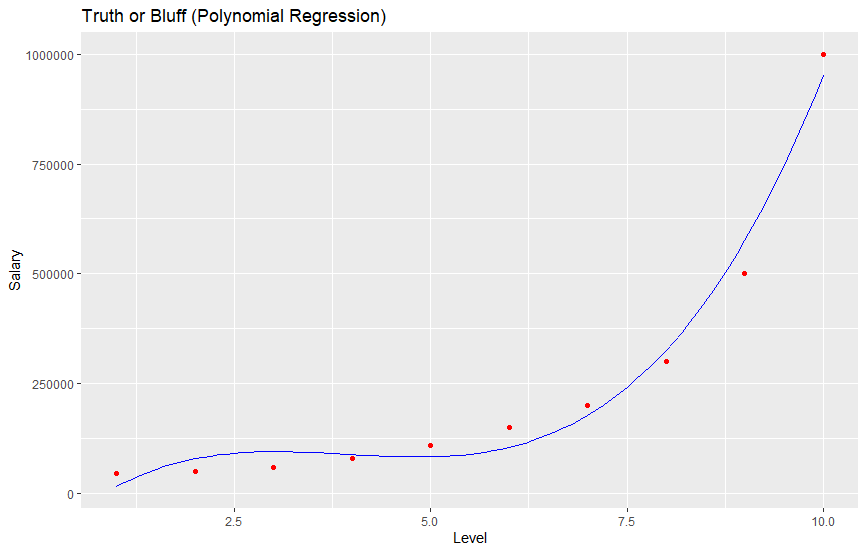 Truth or Bluff (Polynomial Regression)
1000000
750000
500000
250000
0
Salary
2.5 5.0 7.5 10.0
Level